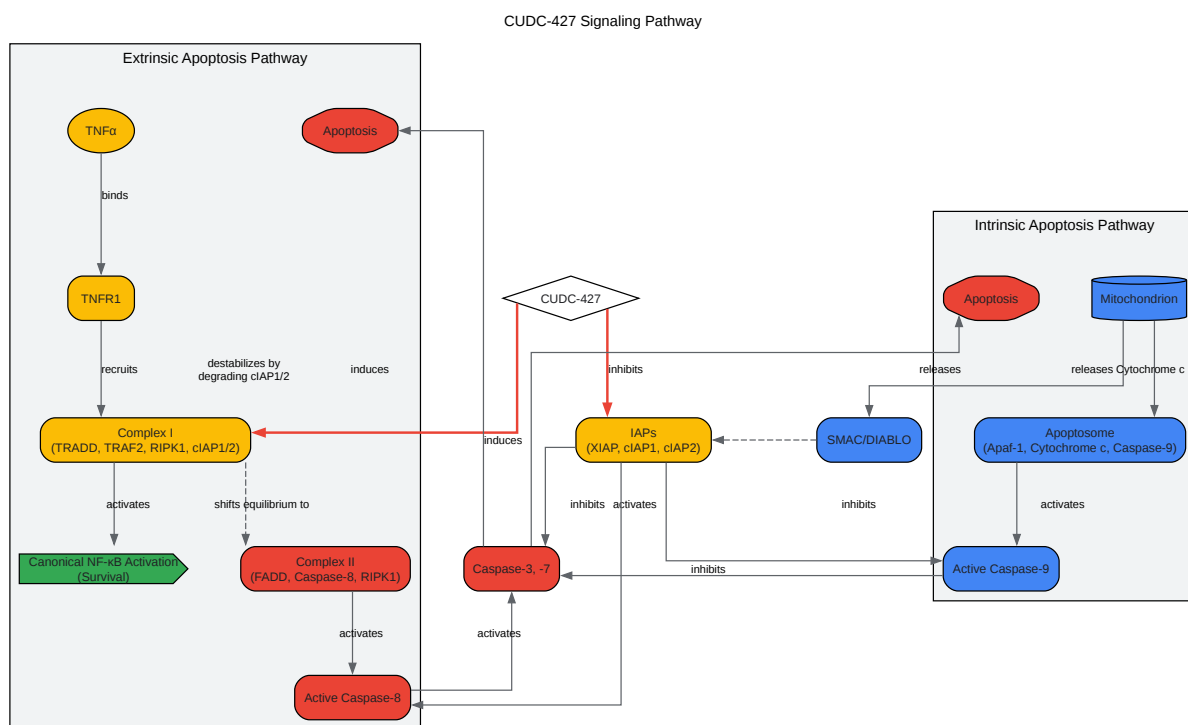 CUDC-427 Signaling Pathway
Extrinsic Apoptosis Pathway
TNFα
Apoptosis
binds
Intrinsic Apoptosis Pathway
TNFR1
CUDC-427
Apoptosis
Mitochondrion
recruits
destabilizes by
degrading cIAP1/2
induces
inhibits
releases
releases Cytochrome c
Complex I
(TRADD, TRAF2, RIPK1, cIAP1/2)
induces
IAPs
(XIAP, cIAP1, cIAP2)
SMAC/DIABLO
Apoptosome
(Apaf-1, Cytochrome c, Caspase-9)
activates
shifts equilibrium to
inhibits
activates
inhibits
activates
Canonical NF-κB Activation
(Survival)
Complex II
(FADD, Caspase-8, RIPK1)
Caspase-3, -7
inhibits
Active Caspase-9
activates
activates
Active Caspase-8